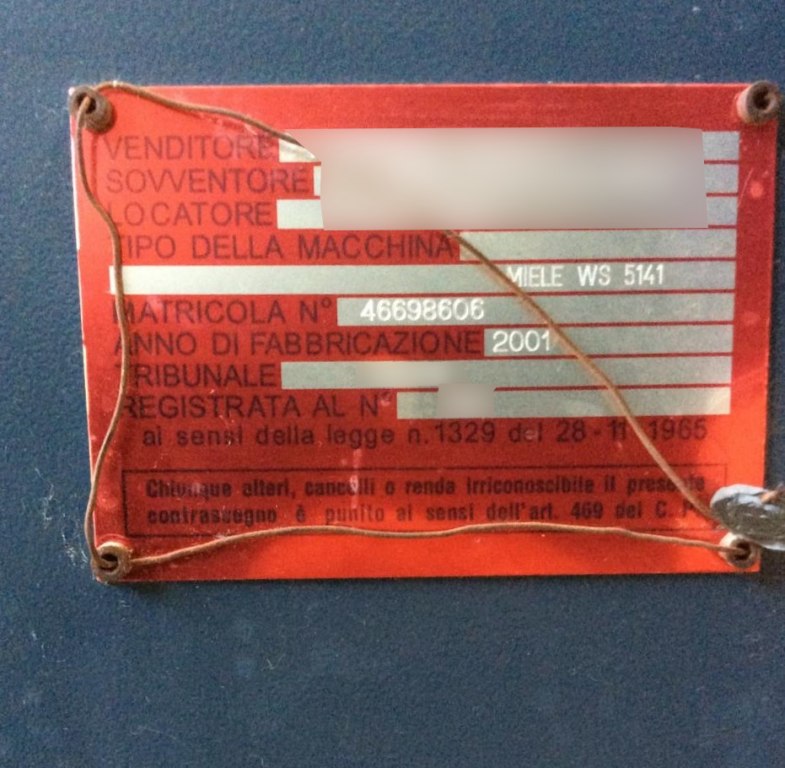 VENDITORE
SOVVENTORE
LOCATORE
TIPO DELLA MACCHINA
MIELE WS 5141
MATRICOLA N° 46698606
ANNO DI FABBRICAZIONE 2001
TRIBUNALE
REGISTRATA AL N°
ai sensi della legge n.1329 del 28-11 1965
Chiunque alteri, cancelli o renda irriconoscibile il presente
contrassegno è punito ai sensi dell'art. 469 del C. P.